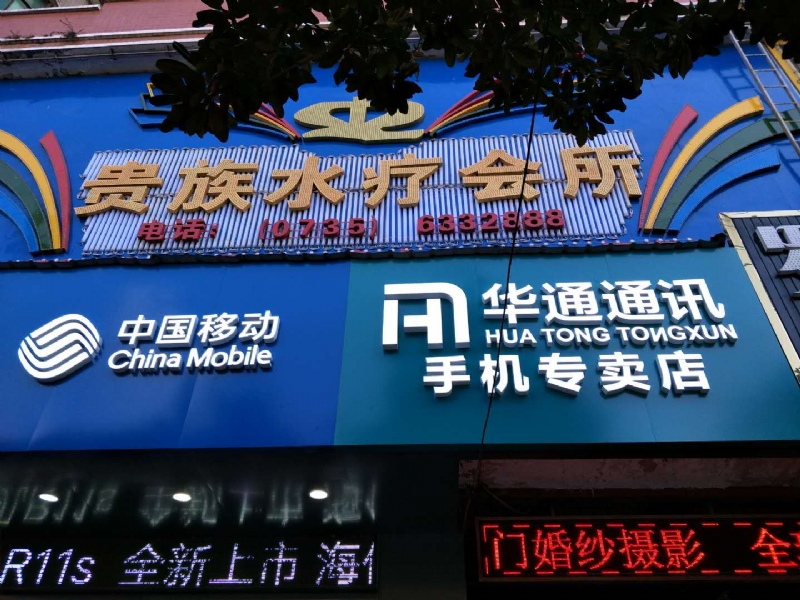 贵族水疗会所
电话：（0735）6332888
中国移动
China Mobile
华通通讯
HUA TONG TONGXUN
手机专卖店
R11s 全新上市 海
门婚纱摄影 全